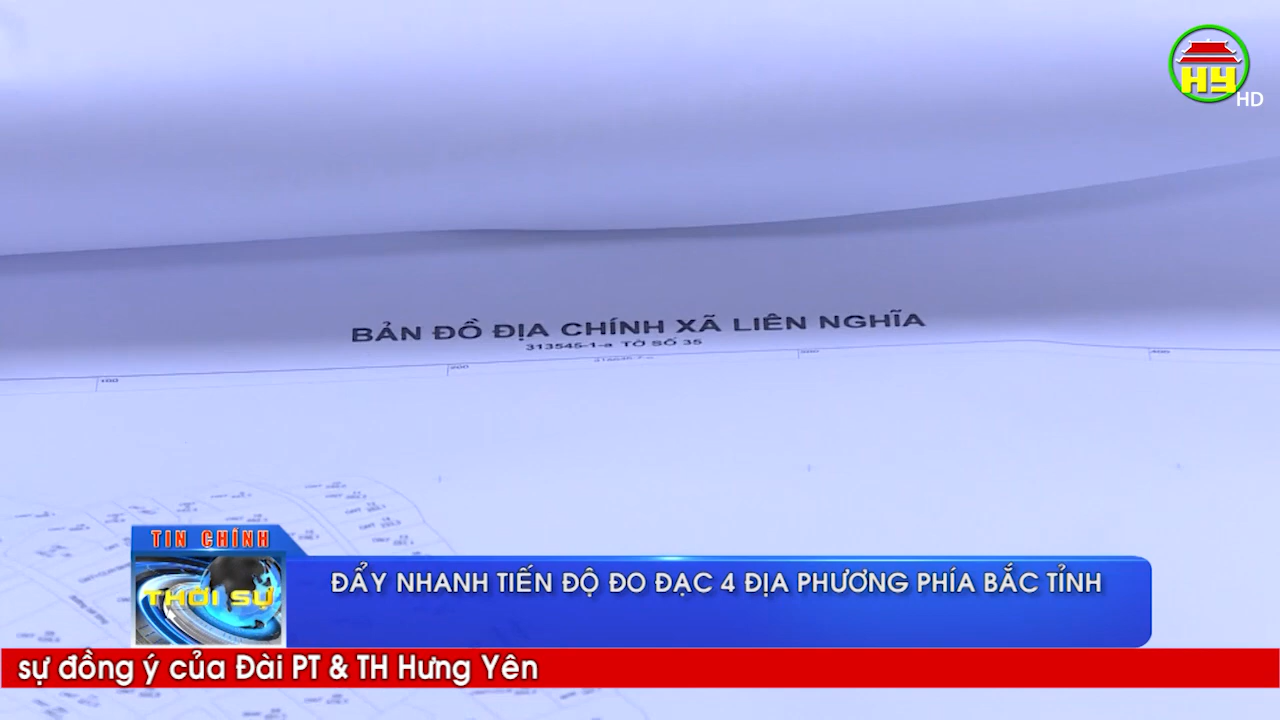 HY
HD
BẢN ĐỒ ĐỊA CHÍNH XÃ LIÊN NGHĨA
313545-1-a TỜ SỐ 35
100
200
TIN CHÍNH
THỜI SỰ
ĐẨY NHANH TIẾN ĐỘ ĐO ĐẠC 4 ĐỊA PHƯƠNG PHÍA BẮC TỈNH
sự đồng ý của Đài PT & TH Hưng Yên